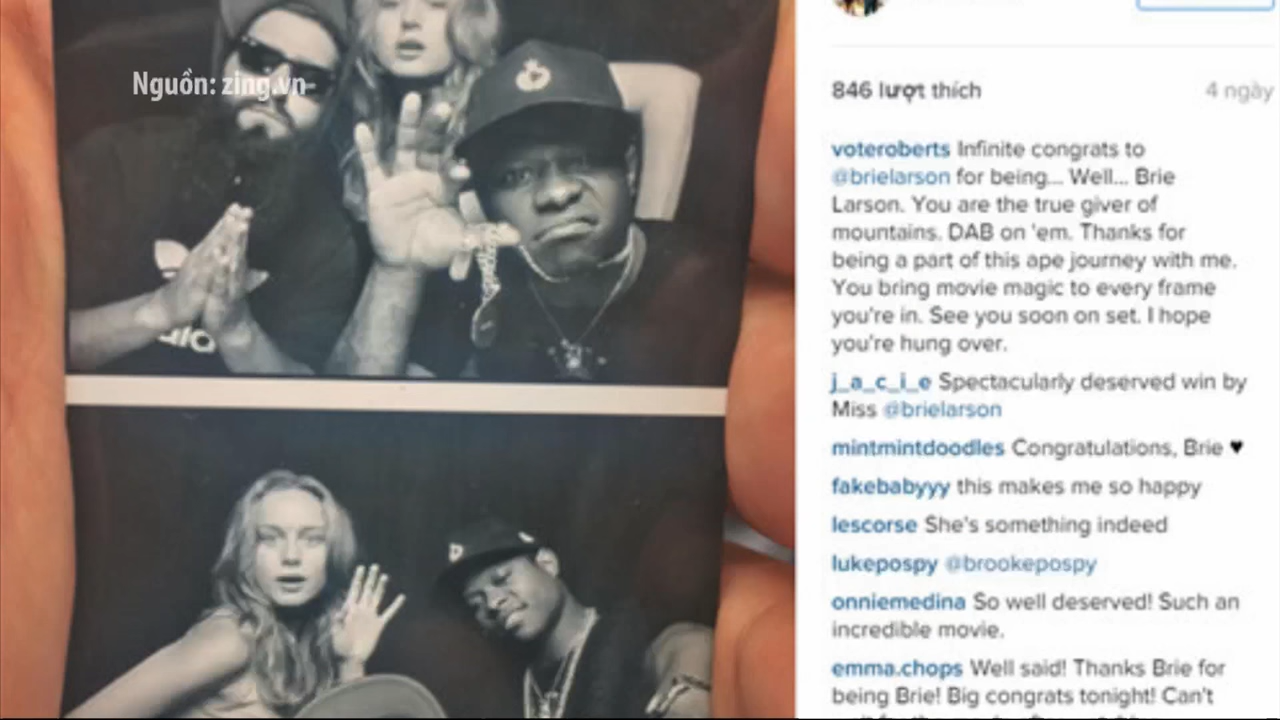 Nguồn: zing.vn
846 lượt thích
4 ngày
voteroberts Infinite congrats to
@brielarson for being... Well... Brie
Larson. You are the true giver of
mountains. DAB on 'em. Thanks for
being a part of this ape journey with me.
You bring movie magic to every frame
you're in. See you soon on set. I hope
you're hung over.
j_a_c_i_e Spectacularly deserved win by
Miss @brielarson
mintmintdoodles Congratulations, Brie ♥
fakebabyyy this makes me so happy
lescorse She's something indeed
lukepospy @brookepospy
onniemedina So well deserved! Such an
incredible movie.
emma.chops Well said! Thanks Brie for
being Brie! Big congrats tonight! Can't